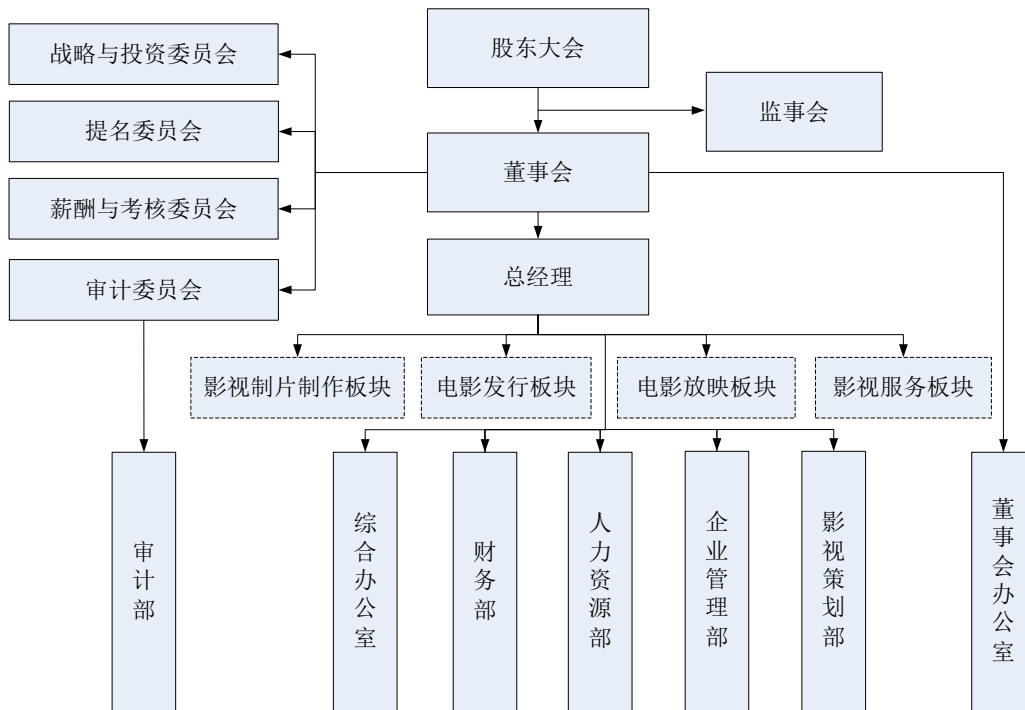 股东大会
战略与投资委员会
监事会
提名委员会
董事会
薪酬与考核委员会
总经理
审计委员会
影视制片制作板块
电影发行板块
电影放映板块
影视服务板块
审计部
综合办公室
财务部
人力资源部
企业管理部
影视策划部
董事会办公室